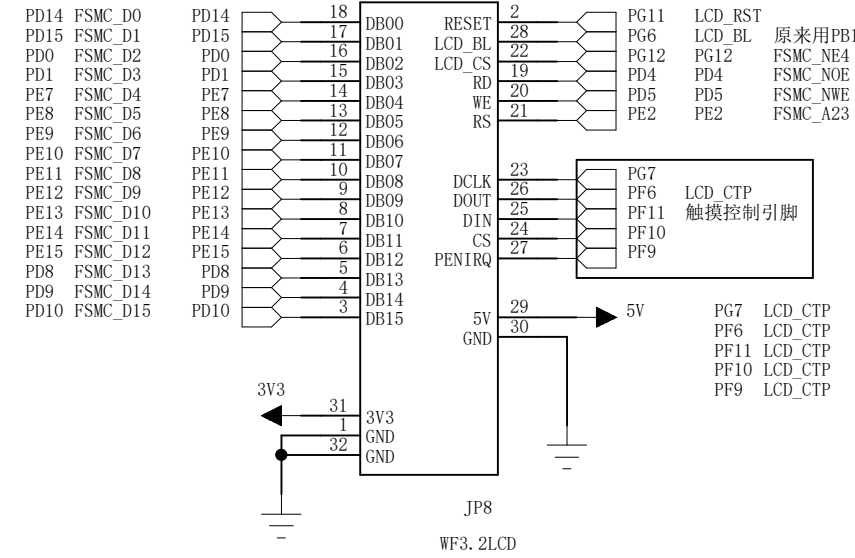 PD14 FSMC_D0 PD14 18 DB00 RESET 2 PG11 LCD_RST
PD15 FSMC_D1 PD15 17 DB01 LCD_BL 28 PG6 LCD_BL 原来用PB1
PD0 FSMC_D2 PD0 16 DB02 LCD_CS 22 PG12 PG12 FSMC_NE4
PD1 FSMC_D3 PD1 15 DB03 RD 19 PD4 PD4 FSMC_NOE
PE7 FSMC_D4 PE7 14 DB04 WE 20 PD5 PD5 FSMC_NWE
PE8 FSMC_D5 PE8 13 DB05 RS 21 PE2 PE2 FSMC_A23
PE9 FSMC_D6 PE9 12 DB06
PE10 FSMC_D7 PE10 11 DB07
PE11 FSMC_D8 PE11 10 DB08 DCLK 23 PG7
PE12 FSMC_D9 PE12 9 DB09 DOUT 26 PF6 LCD_CTP
PE13 FSMC_D10 PE13 8 DB10 DIN 25 PF11 触摸控制引脚
PE14 FSMC_D11 PE14 7 DB11 CS 24 PF10
PE15 FSMC_D12 PE15 6 DB12 PENIRQ 27 PF9
PD8 FSMC_D13 PD8 5 DB13
PD9 FSMC_D14 PD9 4 DB14
PD10 FSMC_D15 PD10 3 DB15 5V 29 5V PG7 LCD_CTP
GND 30 PF6 LCD_CTP
PF11 LCD_CTP
PF10 LCD_CTP
PF9 LCD_CTP
3V3
31 3V3
1 GND
32 GND
JP8
WF3.2LCD